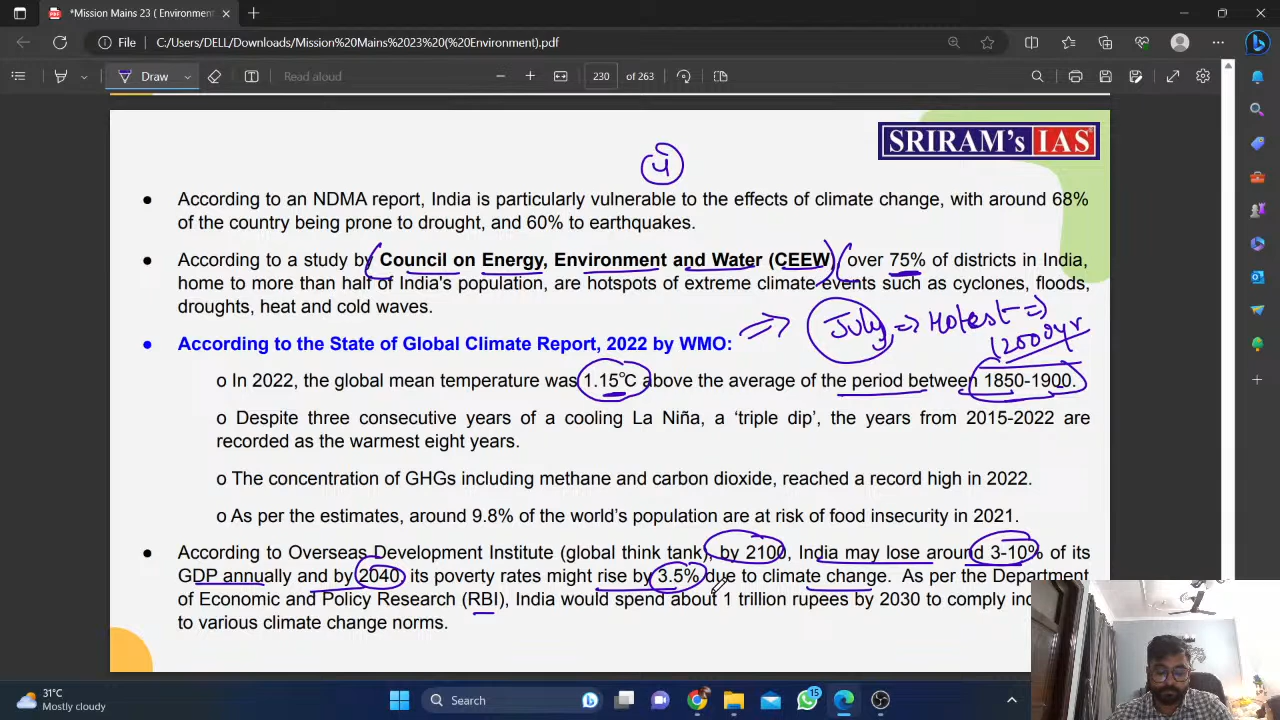 *Mission Mains 23 ( Environment
File C:/Users/DELL/Downloads/Mission%20Mains%2023%20(%20Environment).pdf
Draw Read aloud 230 of 263
SRIRAM's IAS
● According to an NDMA report, India is particularly vulnerable to the effects of climate change, with around 68%
of the country being prone to drought, and 60% to earthquakes.
● According to a study by Council on Energy, Environment and Water (CEEW) over 75% of districts in India,
home to more than half of India's population, are hotspots of extreme climate events such as cyclones, floods,
droughts, heat and cold waves.
July => Hotest =>
12000yr
● According to the State of Global Climate Report, 2022 by WMO:
o In 2022, the global mean temperature was 1.15°C above the average of the period between 1850-1900.
o Despite three consecutive years of a cooling La Niña, a ‘triple dip’, the years from 2015-2022 are
recorded as the warmest eight years.
o The concentration of GHGs including methane and carbon dioxide, reached a record high in 2022.
o As per the estimates, around 9.8% of the world’s population are at risk of food insecurity in 2021.
● According to Overseas Development Institute (global think tank), by 2100, India may lose around 3-10% of its
GDP annually and by 2040 its poverty rates might rise by 3.5% due to climate change. As per the Department
of Economic and Policy Research (RBI), India would spend about 1 trillion rupees by 2030 to comply
to various climate change norms.
31°C
Mostly cloudy
Search
15